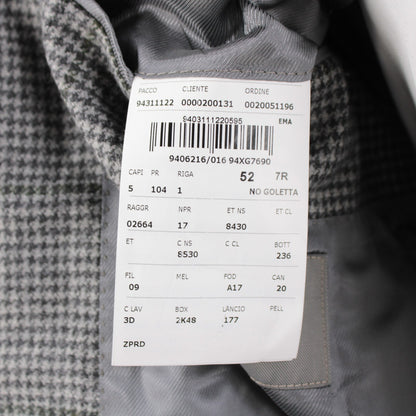 PACCO CLIENTE ORDINE
94311122 0000200131 0020051196
9403111220595 EMA
9406216/016 94XG7690
CAPI PR RIGA 52 7R
5 104 1 NO GOLETTA
RAGGR NPR ET NS ET CL
02664 17 8430
ET C NS C CL BOTT
8530 236
FIL MEL FOD CAN
09 A17 20
C LAV BOX LANCIO PELL
3D 2K48 177
ZPRD